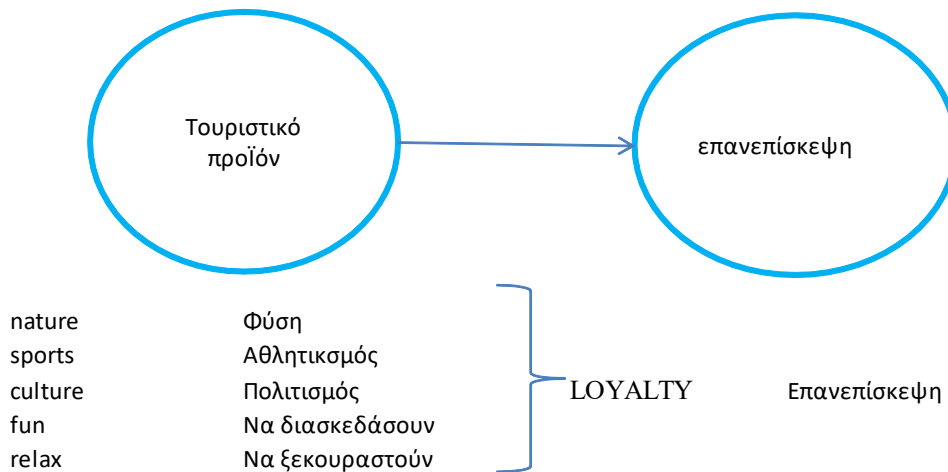 Τουριστικό
προΪόν
επανεπίσκεψη
nature Φύση
sports Αθλητικσμός
culture Πολιτισμός LOYALTY Επανεπίσκεψη
fun Να διασκεδάσουν
relax Να ξεκουραστούν